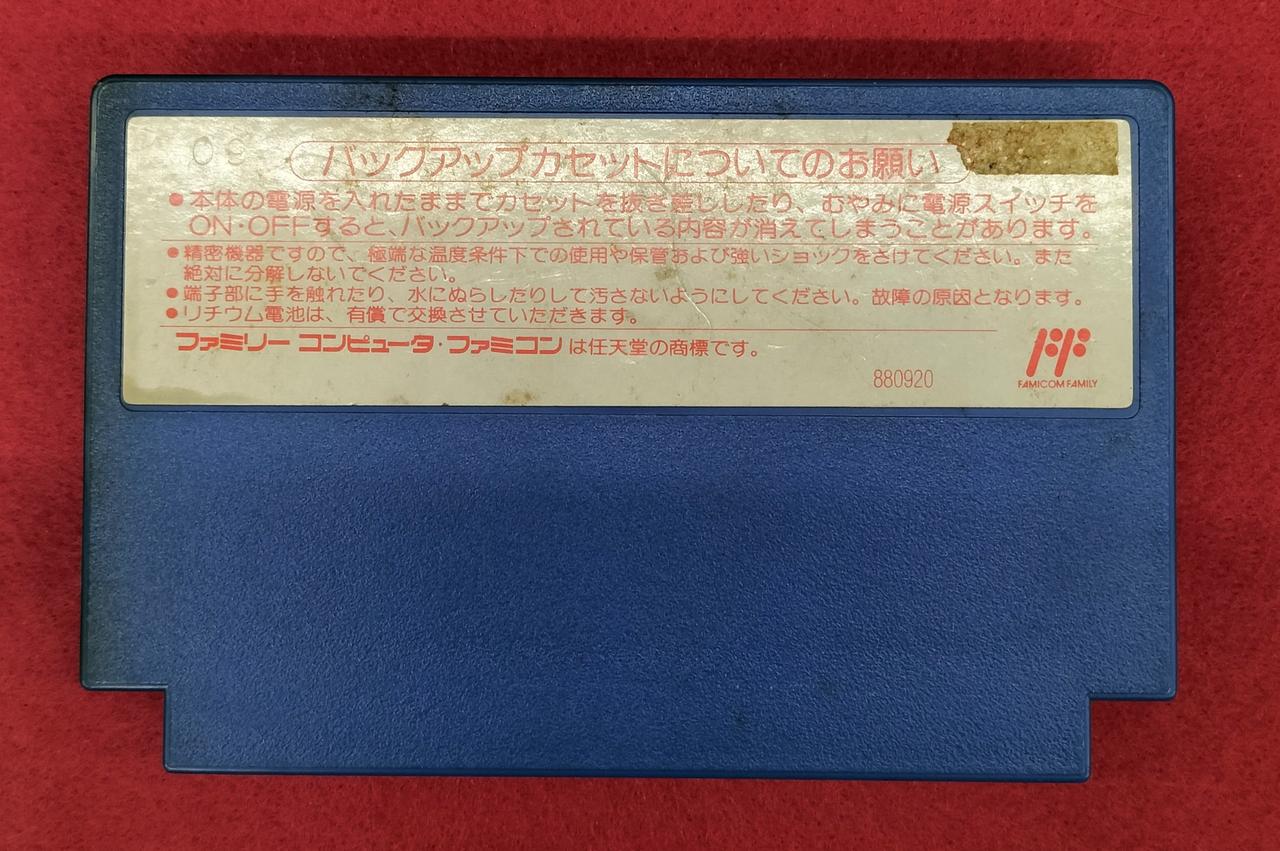 09
バックアップカセットについてのお願い
●本体の電源を入れたままでカセットを抜き差ししたり、むやみに電源スイッチを
ON·OFFすると、バックアップされている内容が消えてしまうことがあります。
●精密機器ですので、極端な温度条件下での使用や保管および強いショックをさけてください。また
絶対に分解しないでください。
●端子部に手を触れたり、水にぬらしたりして汚さないようにしてください。故障の原因となります。
●リチウム電池は、有償で交換させていただきます。
ファミリー コンピュータ·ファミコンは任天堂の商標です。
880920
FF
FAMICOM FAMILY